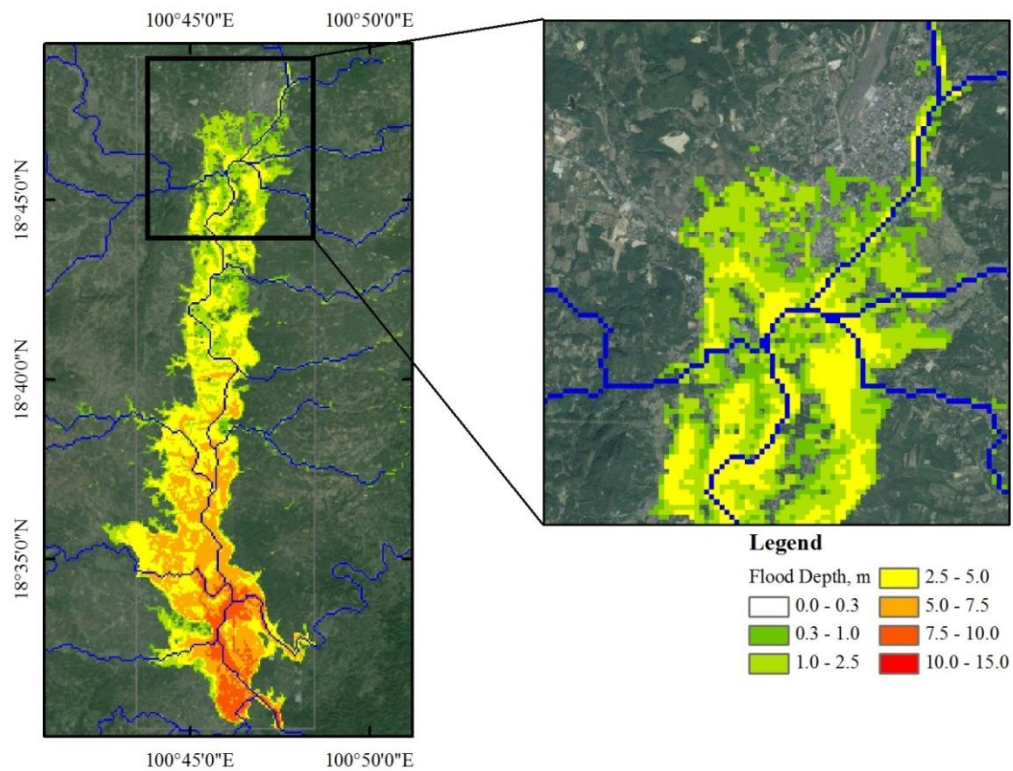 100°45'0"E 100°50'0"E
18°45'0"N
18°40'0"N
18°35'0"N
100°45'0"E 100°50'0"E
Legend
Flood Depth, m
0.0 - 0.3
0.3 - 1.0
1.0 - 2.5
2.5 - 5.0
5.0 - 7.5
7.5 - 10.0
10.0 - 15.0